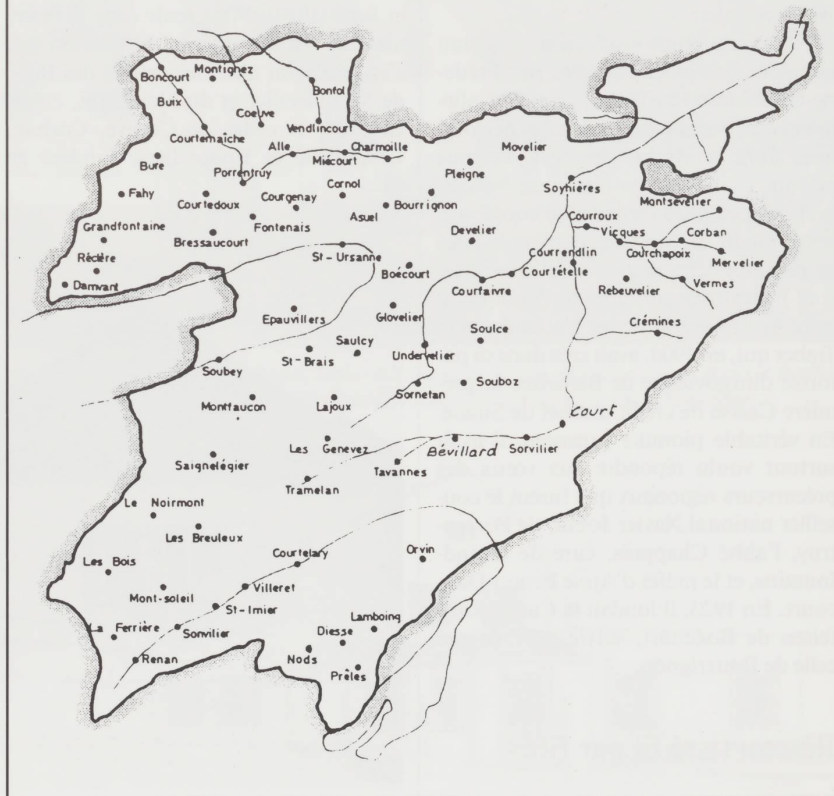 Boncourt
Montignez
Buix
Bonfol
Coeuve
Vendlincourt
Courtemaîche
Alle
Charmoille
Miécourt
Movelier
Bure
Pleigne
Porrentruy
Soyhières
Fahy
Courtedoux
Courgenay
Cornol
Asuel
Bourrignon
Montsevelier
Fontenais
Courroux
Vicques
Corban
Grandfontaine
Bressaucourt
Develier
St-Ursanne
Courrendlin
Courchapoix
Mervelier
Réclère
Boécourt
Courtételle
Damvant
Courfaivre
Rebeuvelier
Vermes
Epauvillers
Glovelier
Soulce
Crémines
St-Brais
Saulcy
Undervelier
Soubey
Sornetan
Souboz
Montfaucon
Lajoux
Court
Les Genevez
Bévillard
Sorvilier
Saignelégier
Tavannes
Tramelan
Le Noirmont
Les Breuleux
Courtelary
Orvin
Les Bois
Villeret
Mont-soleil
St-Imier
Lamboing
La Ferrière
Sonvilier
Diesse
Renan
Nods
Prêles